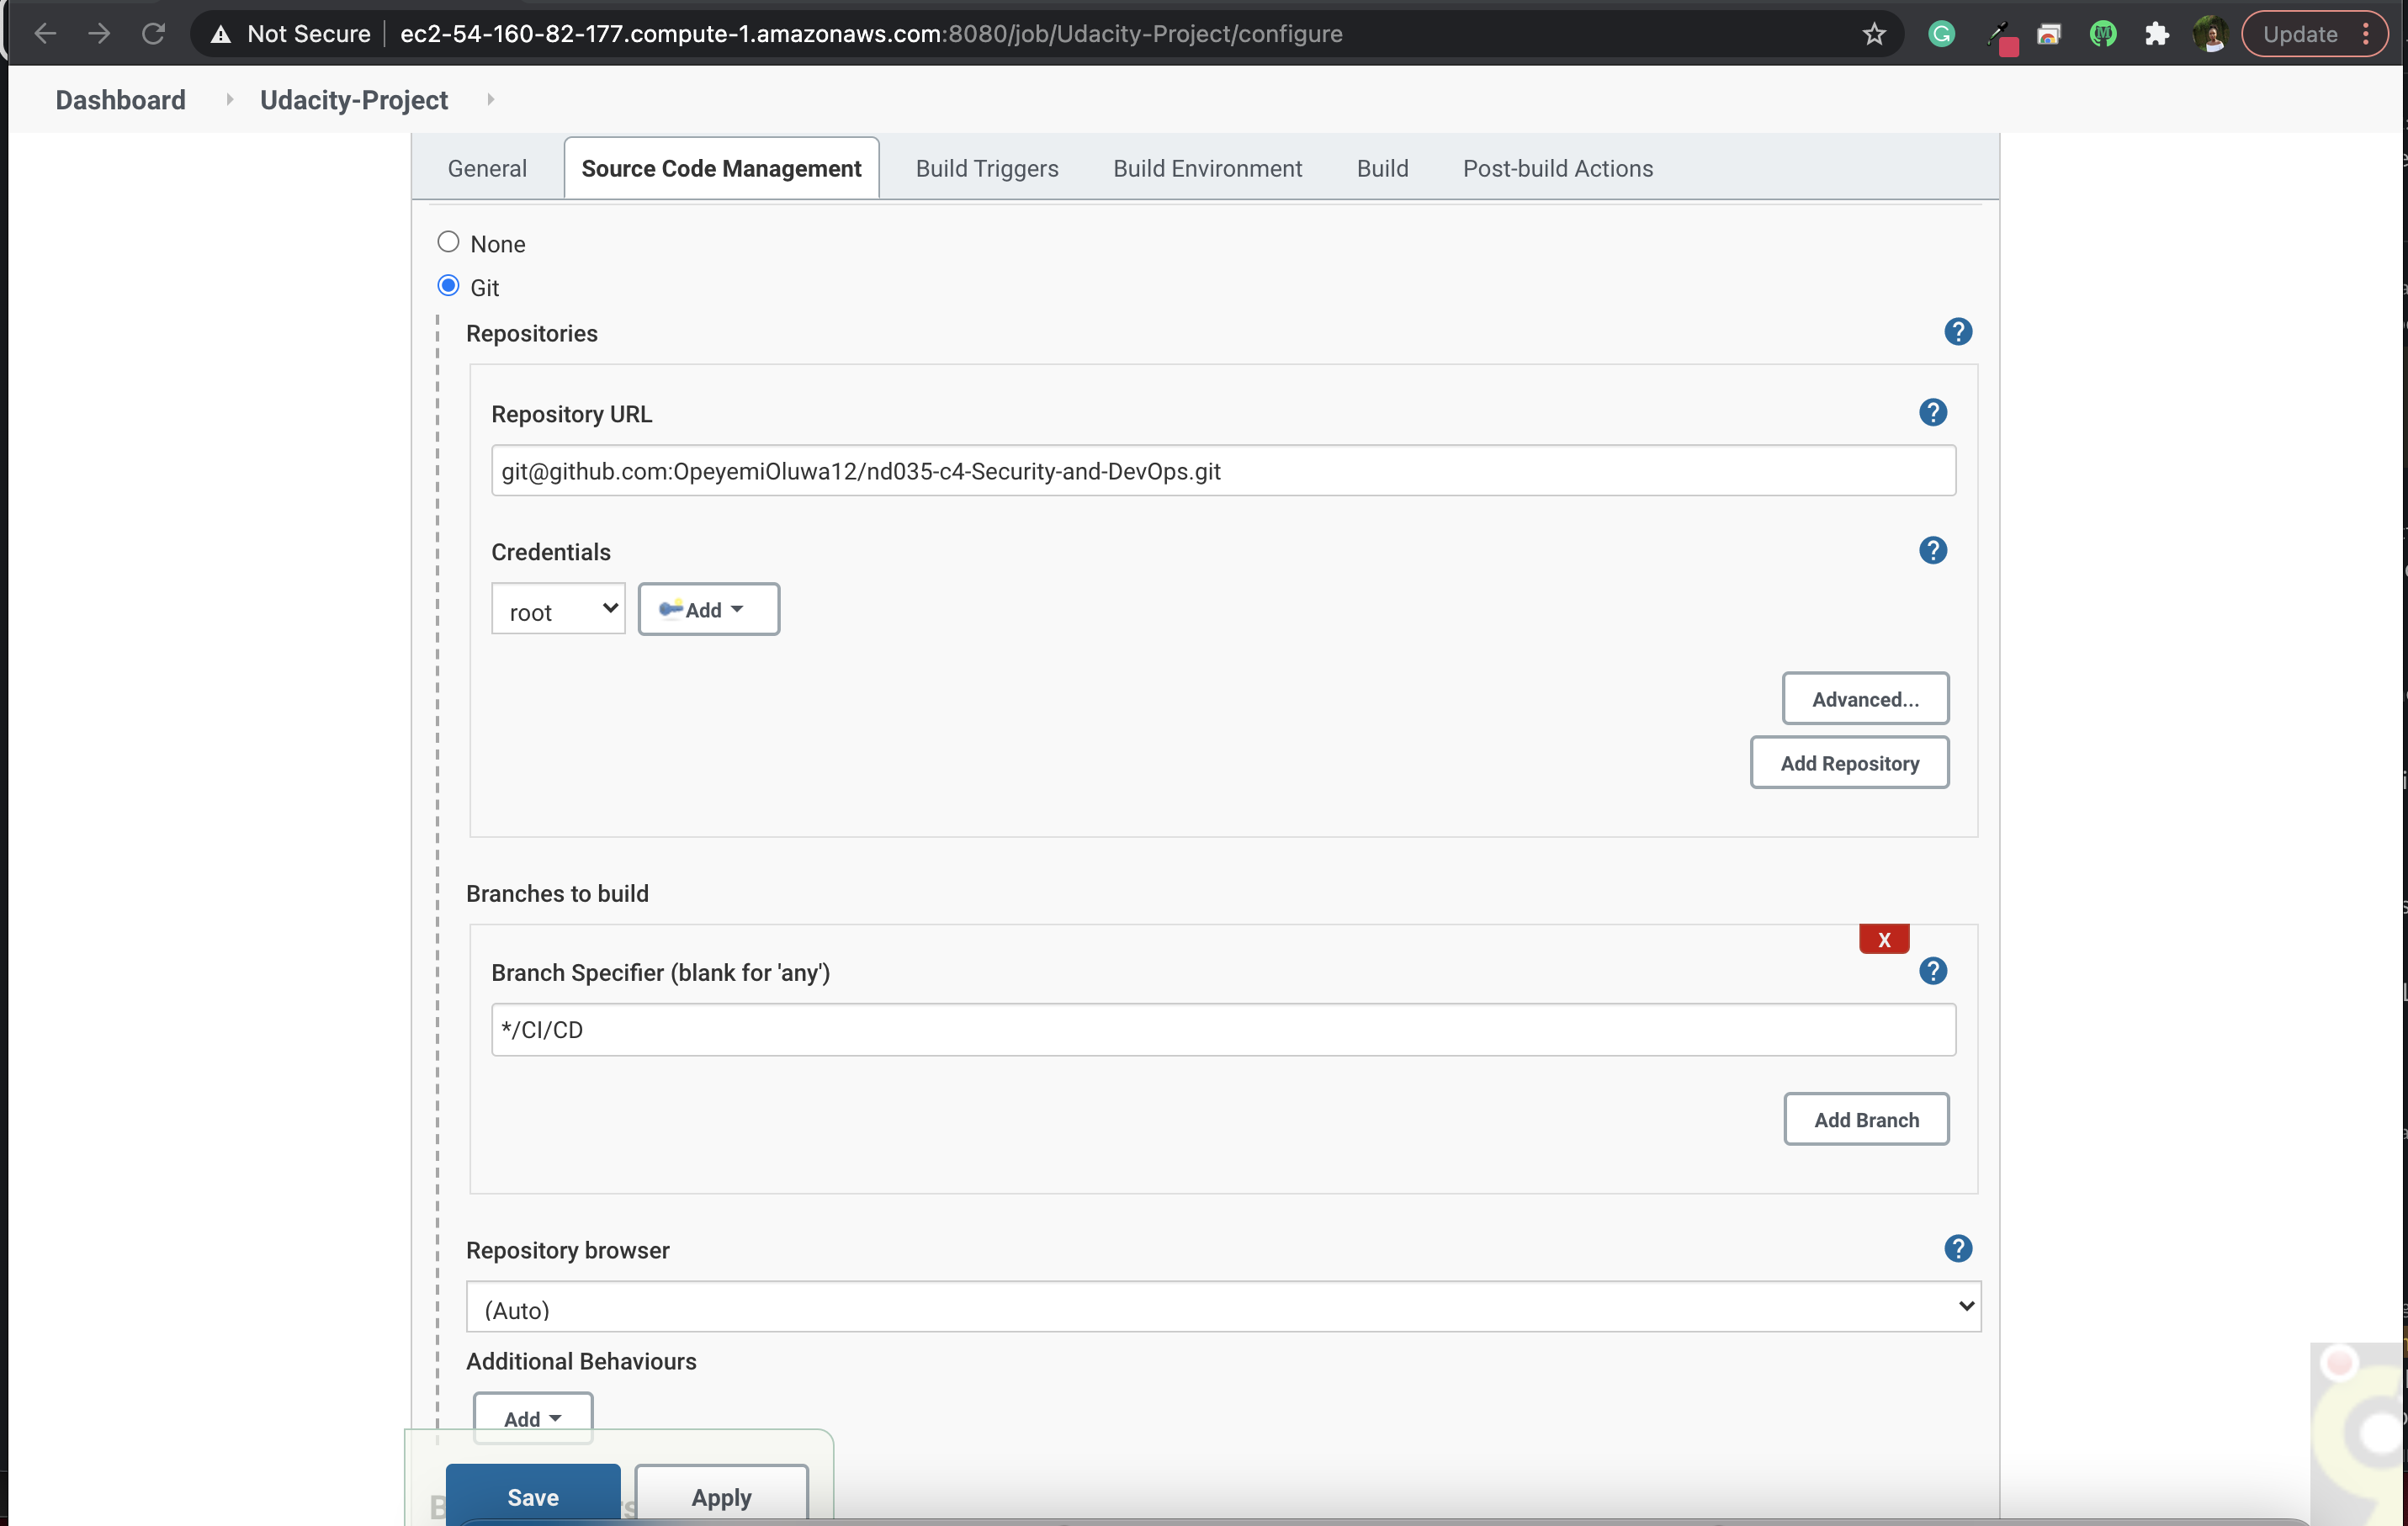 Not Secure ec2-54-160-82-177.compute-1.amazonaws.com:8080/job/Udacity-Project/configure Update
Dashboard Udacity-Project
General Source Code Management Build Triggers Build Environment Build Post-build Actions
None
Git
Repositories
?
Repository URL
?
git@github.com:OpeyemiOluwa12/nd035-c4-Security-and-DevOps.git
Credentials
?
root Add
Advanced...
Add Repository
Branches to build
X
Branch Specifier (blank for 'any')
?
*/CI/CD
Add Branch
Repository browser
?
(Auto)
Additional Behaviours
Add
Save Apply